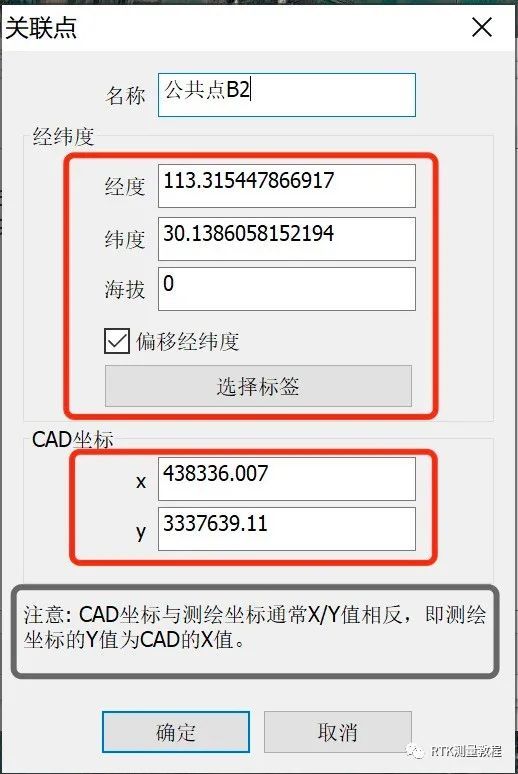 关联点
名称 公共点B2
经纬度
经度 113.315447866917
纬度 30.1386058152194
海拔 0
偏移经纬度
选择标签
CAD坐标
x 438336.007
y 3337639.11
注意: CAD坐标与测绘坐标通常X/Y值相反，即测绘
坐标的Y值为CAD的X值。
确定 取消
RTK测量教程